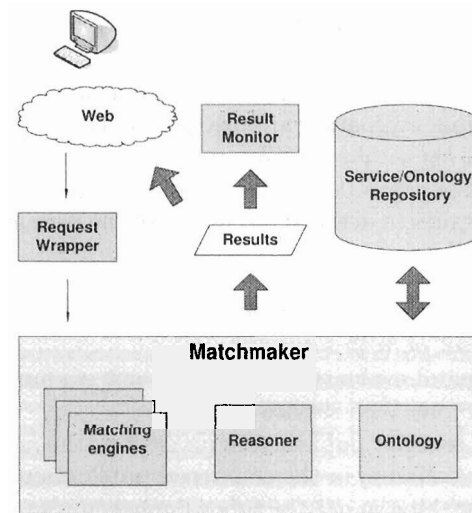 Web
Result
Monitor
Service/Ontology
Repository
Request
Wrapper
Results
Matchmaker
Matching
engines
Reasoner
Ontology